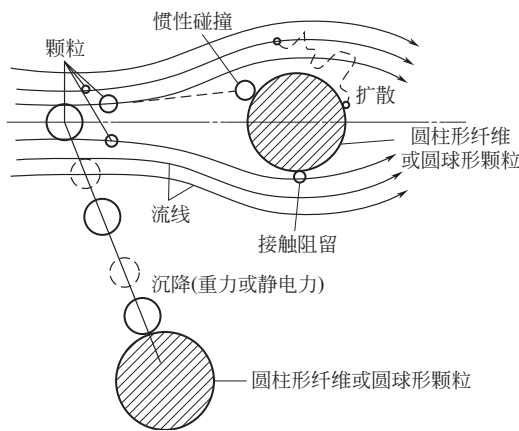 惯性碰撞
颗粒
扩散
圆柱形纤维
或圆球形颗粒
流线
接触阻留
沉降(重力或静电力)
圆柱形纤维或圆球形颗粒